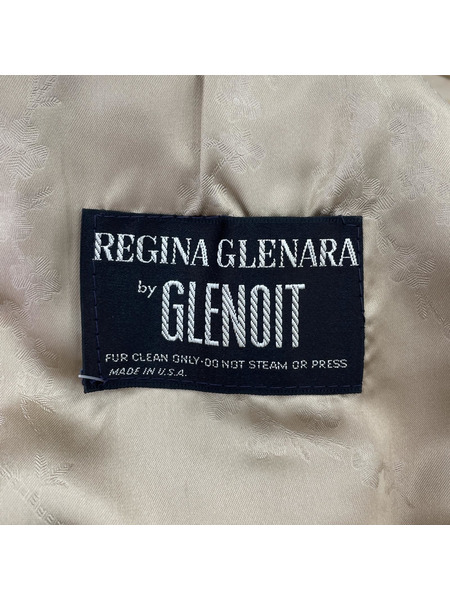 REGINA GLENARA
by GLENOIT
FUR CLEAN ONLY-DO NOT STEAM OR PRESS
MADE IN U.S.A.